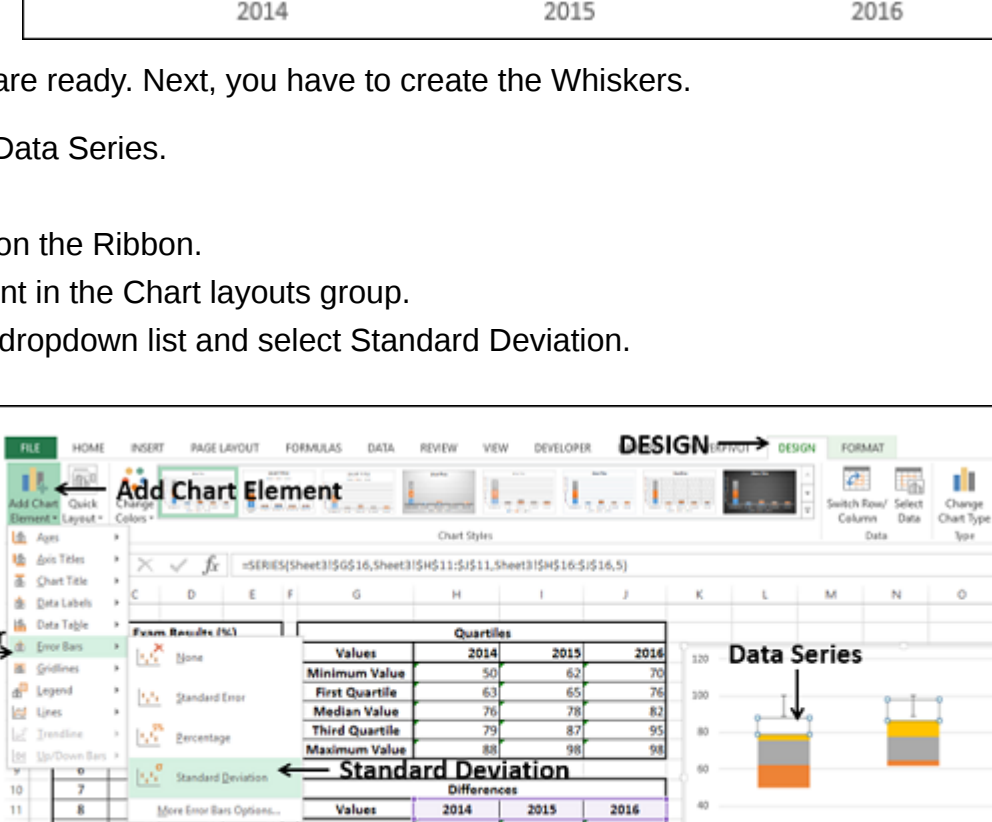 2014 2015 2016
are ready. Next, you have to create the Whiskers.
Data Series.
on the Ribbon.
nt in the Chart layouts group.
dropdown list and select Standard Deviation.
FILE HOME INSERT PAGE LAYOUT FORMULAS DATA REVIEW VIEW DEVELOPER DESIGN DESIGN FORMAT
Add Chart Element
Add Chart Quick Change Switch Row/ Select Change
Element Layout Colors Column Data Chart Type
Chart Styles Data Type
Axes
Axis Titles
fx =SERIES(Sheet3!$G$16,Sheet3!$H$11:$J$11,Sheet3!$H$16:$J$16,5)
Chart Title
Data Labels
C D E F G H I J K L M N O
Data Table
Exam Results (%) Quartiles
Error Bars
None
Values 2014 2015 2016
Data Series
120
Gridlines
Minimum Value 50 62 70
Legend
Standard Error
First Quartile 63 65 76
100
Lines
Median Value 76 78 82
Trendline
Percentage
Third Quartile 79 87 95
80
Up/Down Bars
Maximum Value 88 98 98
9 6
Standard Deviation
Standard Deviation
60
10 7
Differences
11 8
More Error Bars Options...
Values 2014 2015 2016
40